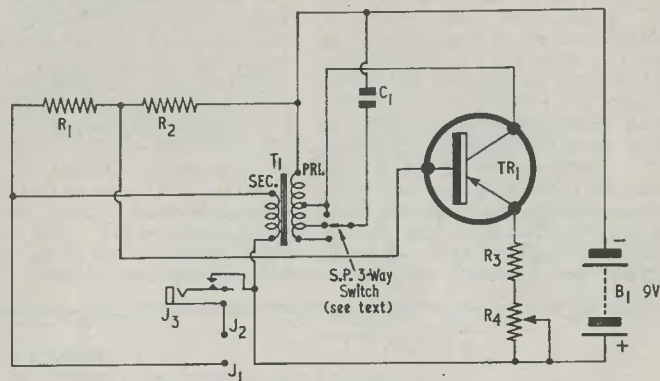 R1
R2
C1
T1
SEC.
PRI.
TR1
S.P. 3-Way
Switch
(see text)
R3
R4
J3
J2
J1
-
B1 9V
+